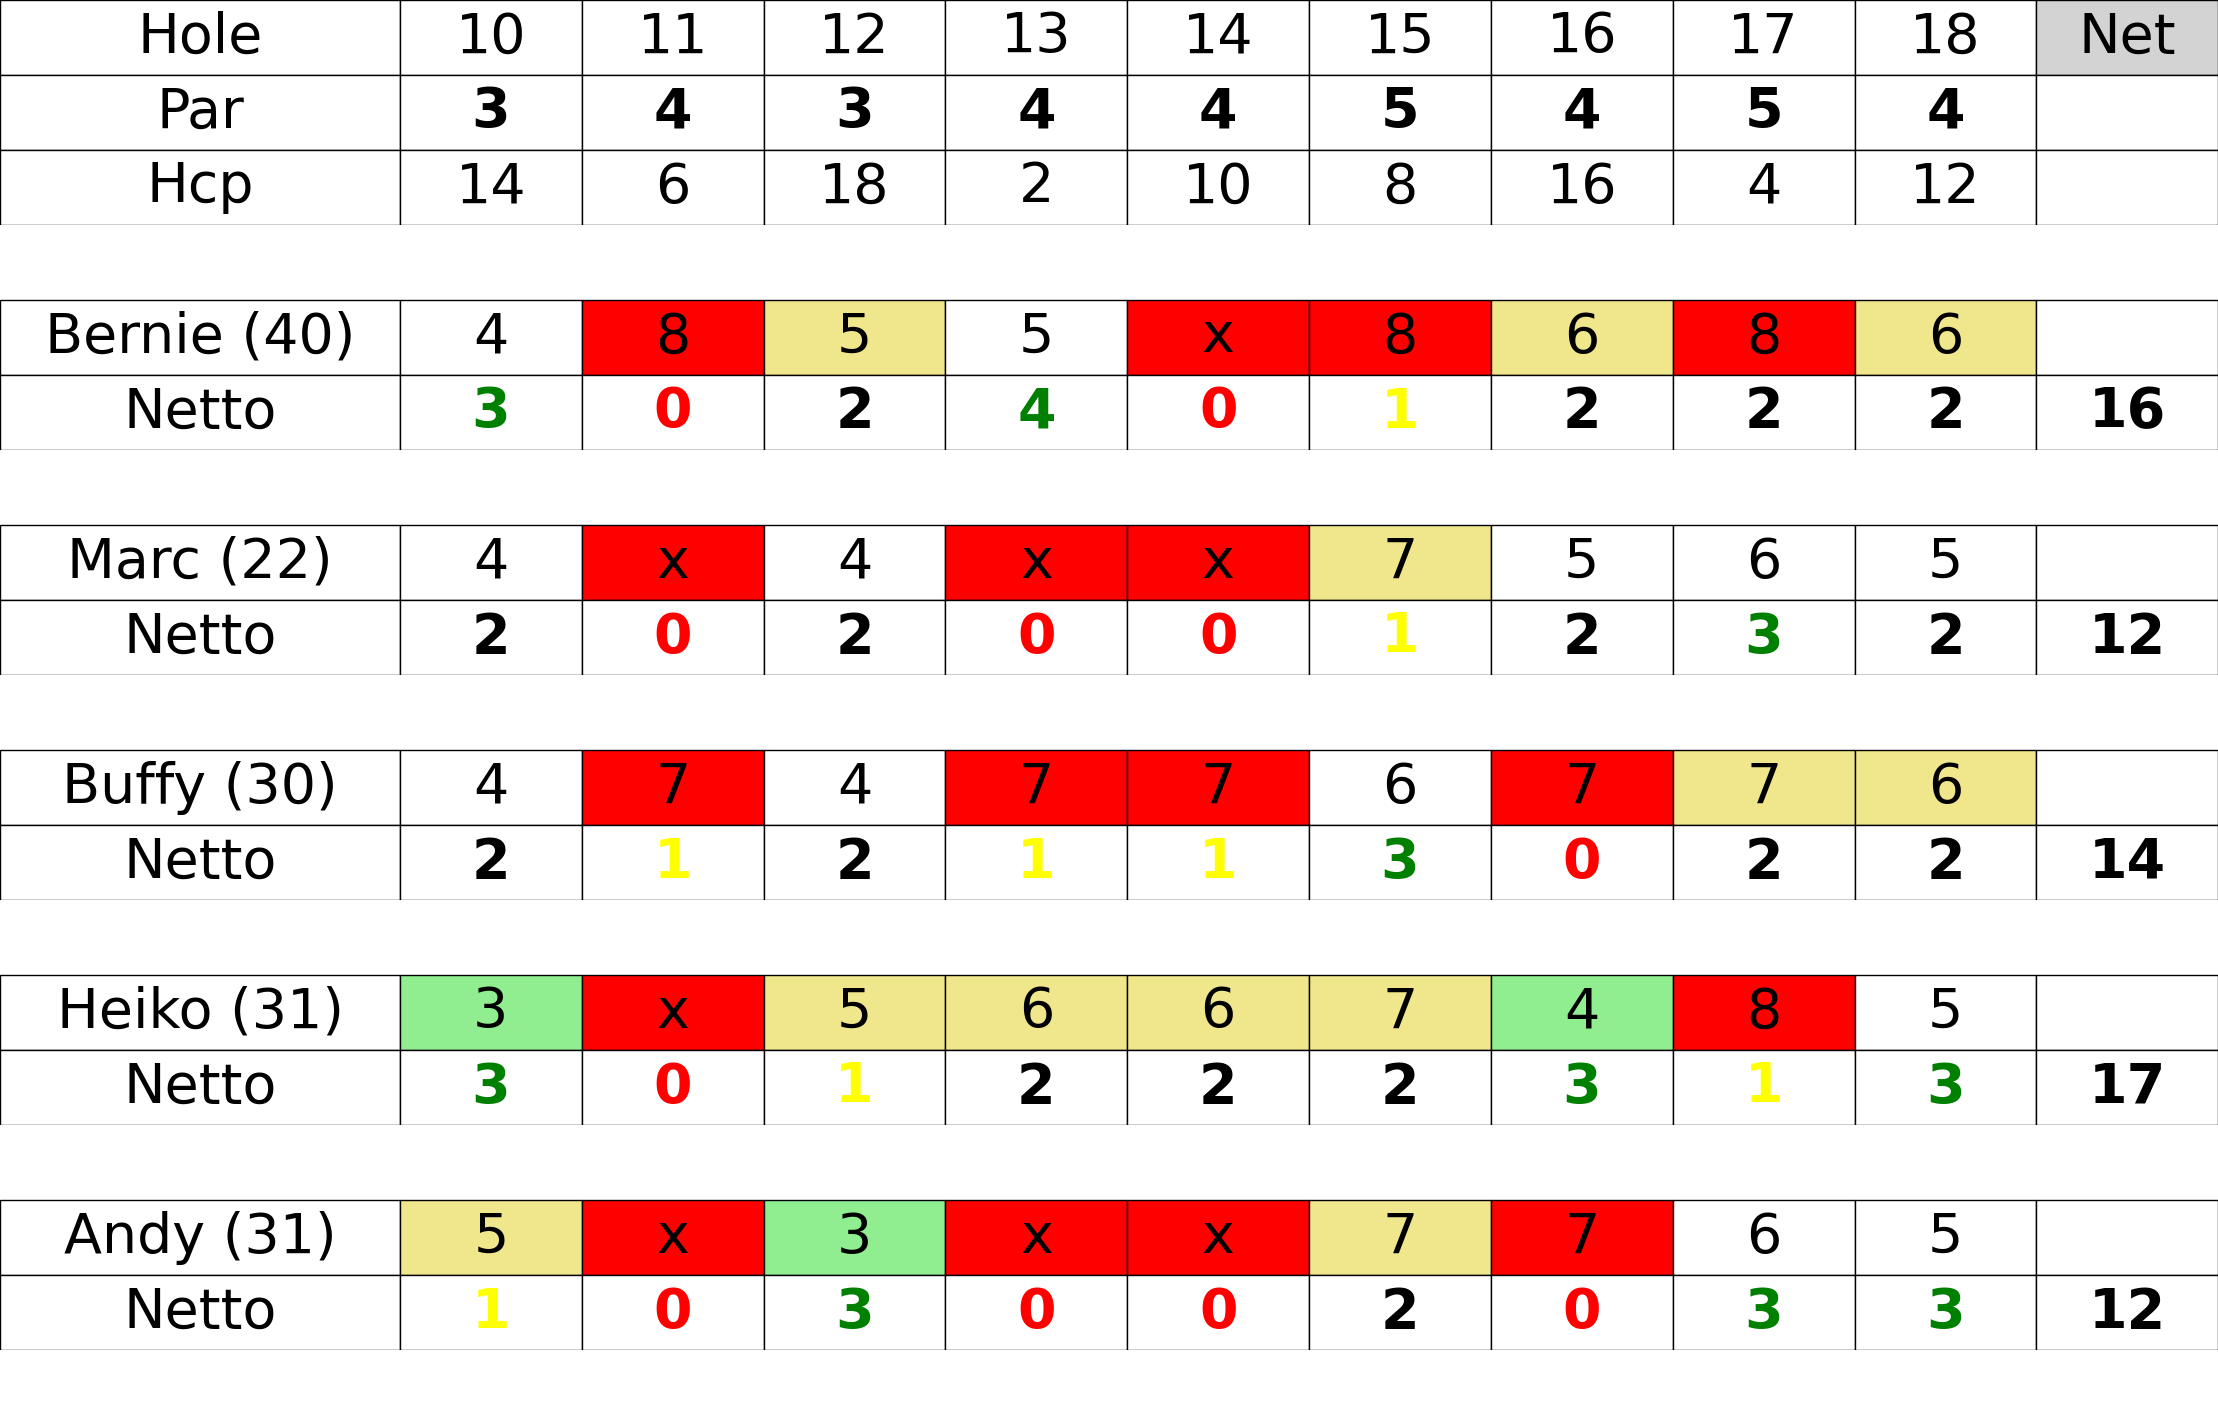 Hole 10 11 12 13 14 15 16 17 18 Net
Par 3 4 3 4 4 5 4 5 4
Hcp 14 6 18 2 10 8 16 4 12
Bernie (40) 4 8 5 5 x 8 6 8 6
Netto 3 0 2 4 0 1 2 2 2 16
Marc (22) 4 x 4 x x 7 5 6 5
Netto 2 0 2 0 0 1 2 3 2 12
Buffy (30) 4 7 4 7 7 6 7 7 6
Netto 2 1 2 1 1 3 0 2 2 14
Heiko (31) 3 x 5 6 6 7 4 8 5
Netto 3 0 1 2 2 2 3 1 3 17
Andy (31) 5 x 3 x x 7 7 6 5
Netto 1 0 3 0 0 2 0 3 3 12